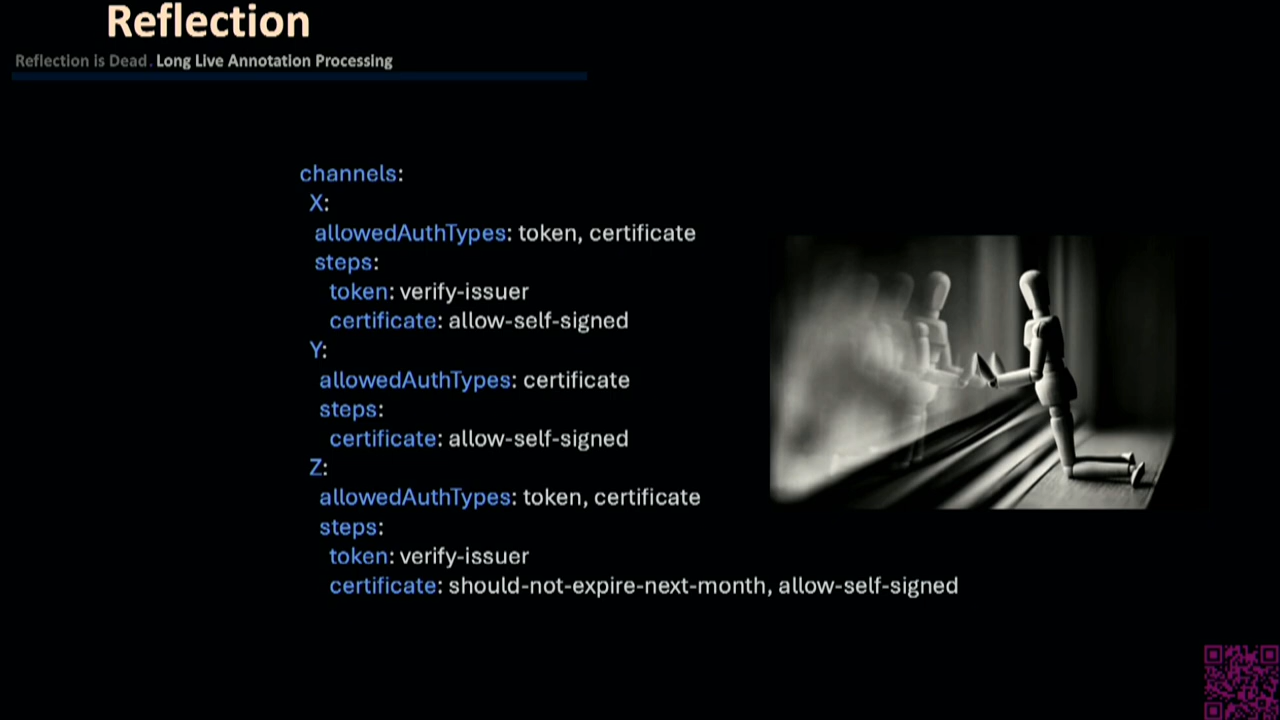 Reflection
Reflection is Dead. Long Live Annotation Processing
channels:
X:
allowedAuthTypes: token, certificate
steps:
token: verify-issuer
certificate: allow-self-signed
Y:
allowedAuthTypes: certificate
steps:
certificate: allow-self-signed
Z:
allowedAuthTypes: token, certificate
steps:
token: verify-issuer
certificate: should-not-expire-next-month, allow-self-signed